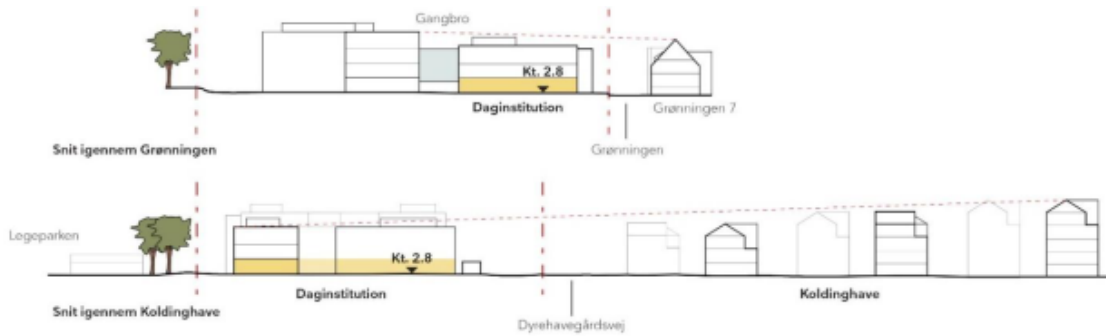 Gangbro
Kt. 2.8
Daginstitution
Grønningen 7
Snit igennem Grønningen
Grønningen
Legeparken
Kt. 2.8
Daginstitution
Koldinghave
Snit igennem Koldinghave
Dyrehavegårdsvej